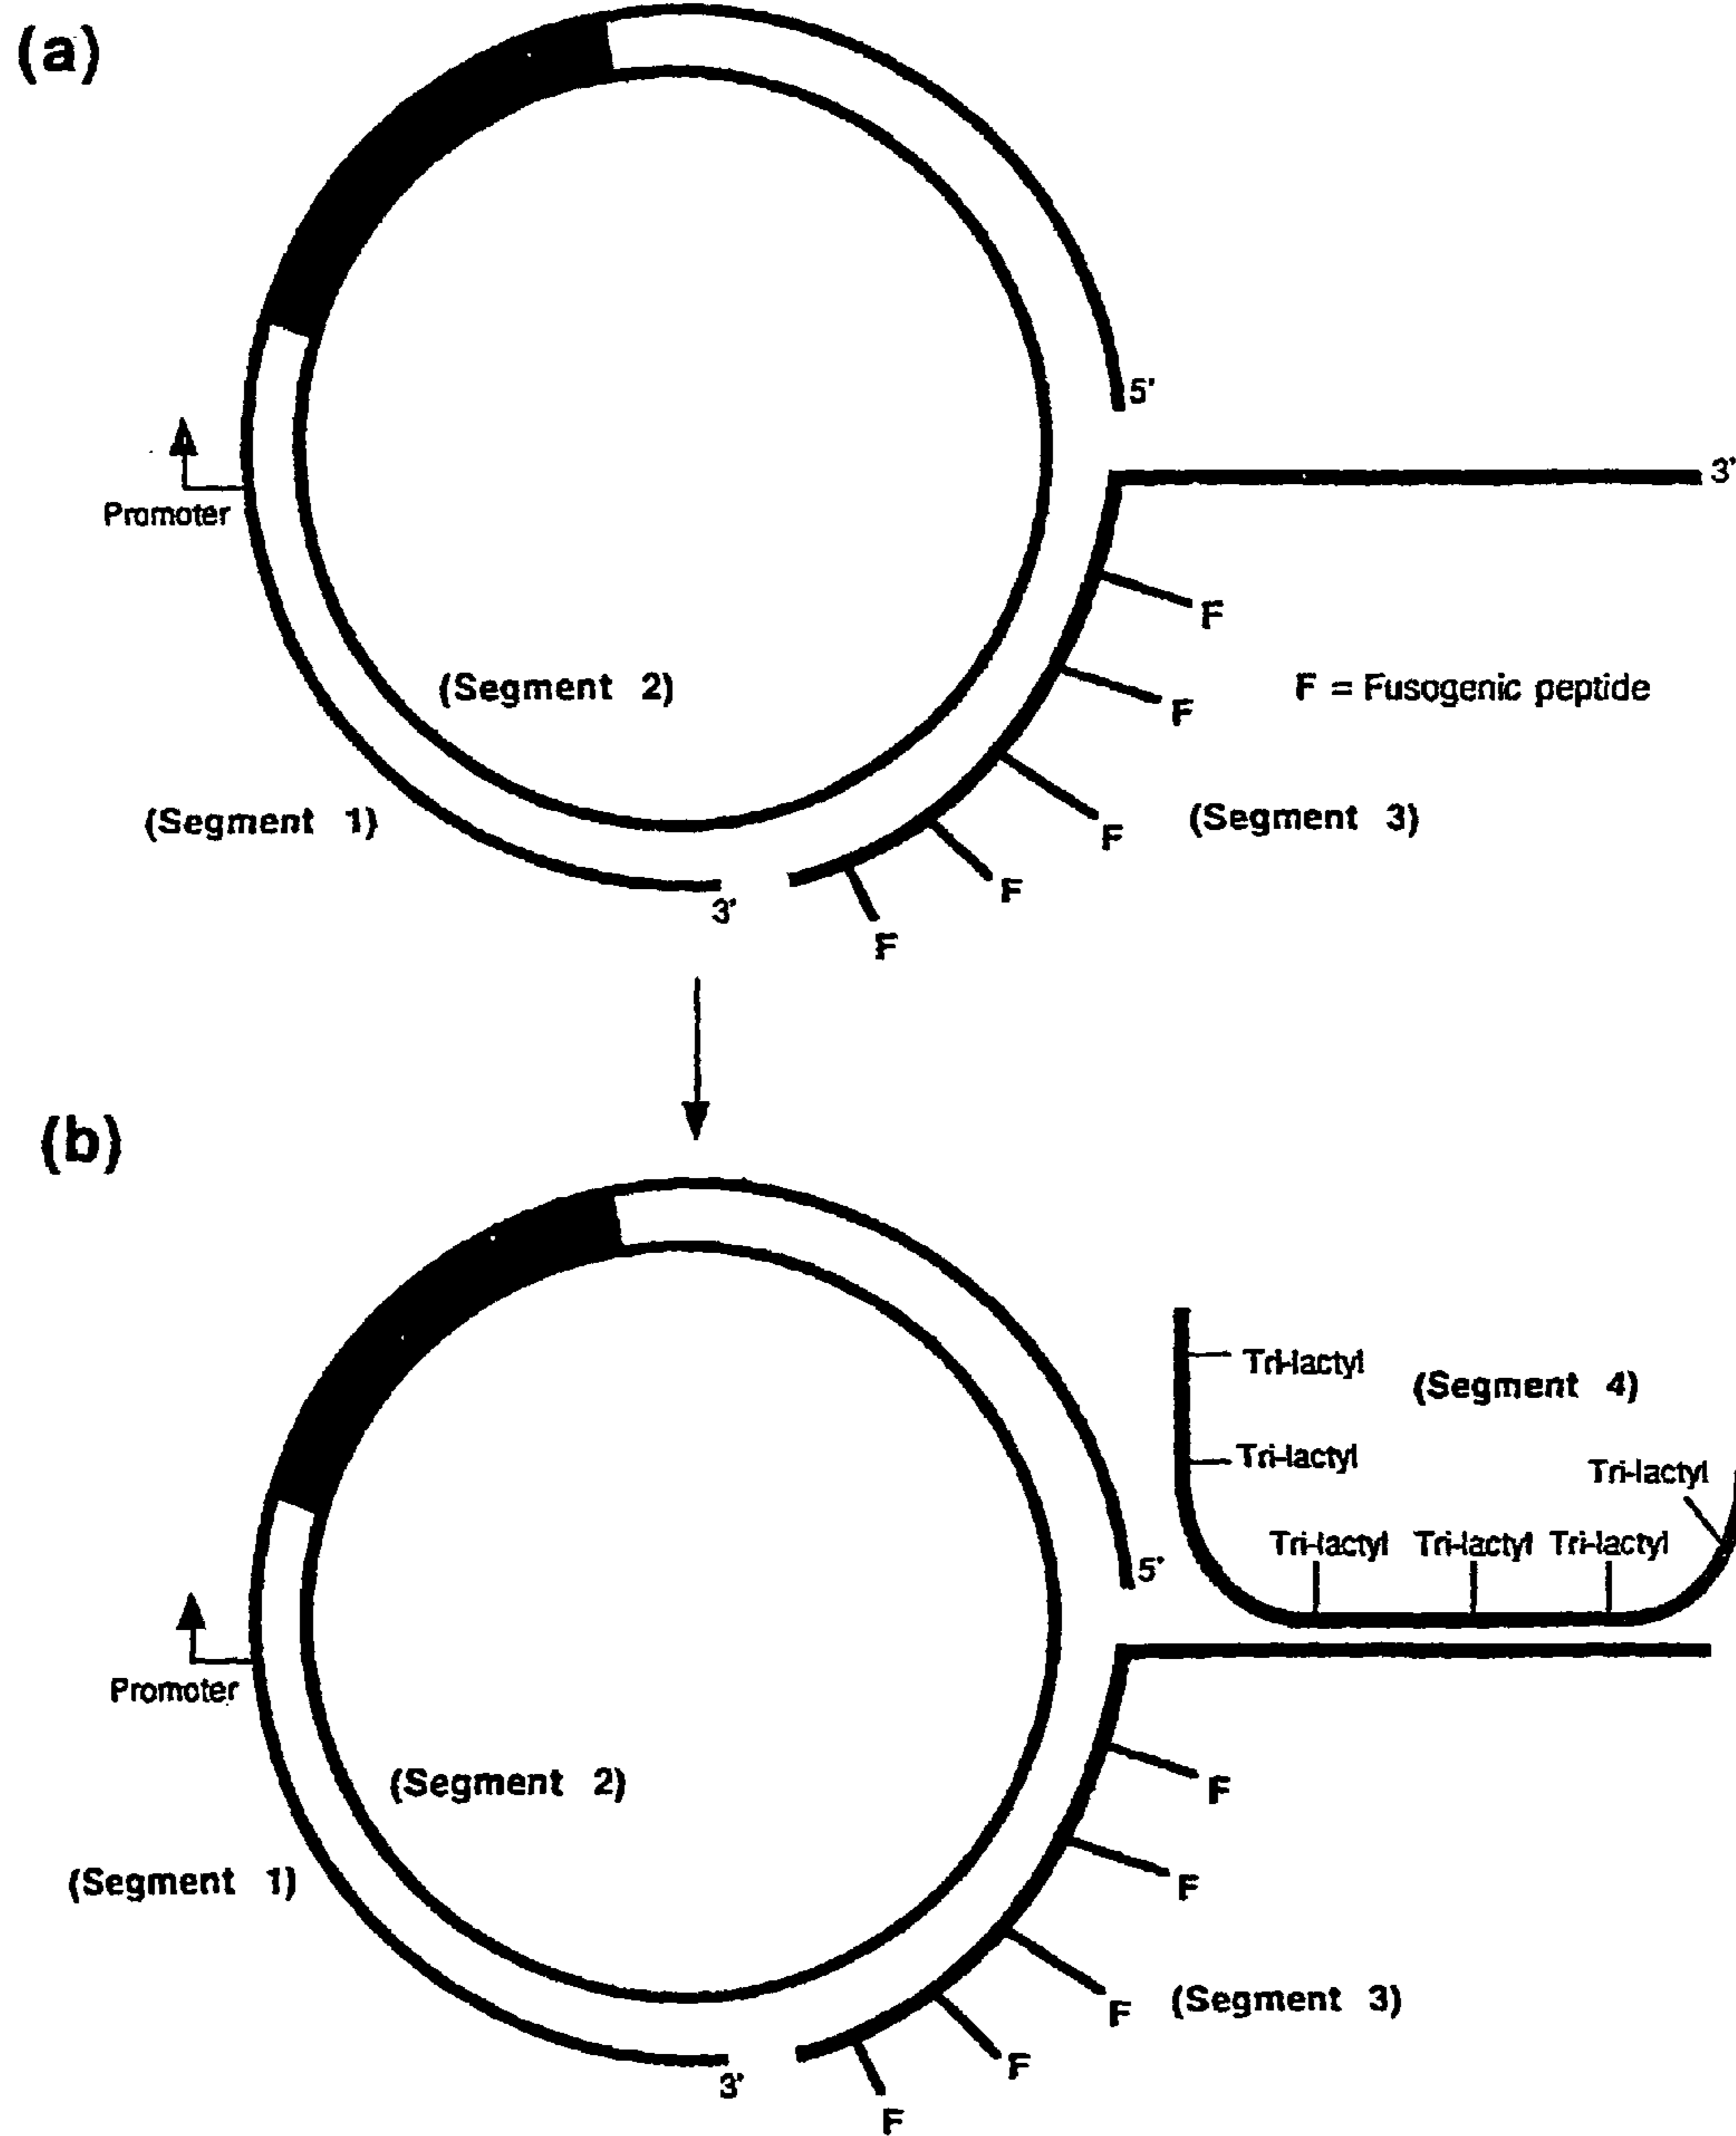 (a)
5'
3'
Promoter
F
(Segment 2)
F = Fusogenic peptide
F
(Segment 1)
(Segment 3)
F
F
3'
F
(b)
Tri-lactyl
(Segment 4)
Tri-lactyl
Tri-lactyl
Tri-lactyl Tri-lactyl Tri-lactyl
5'
Promoter
(Segment 2)
F
(Segment 1)
F
(Segment 3)
F
F
3'
F